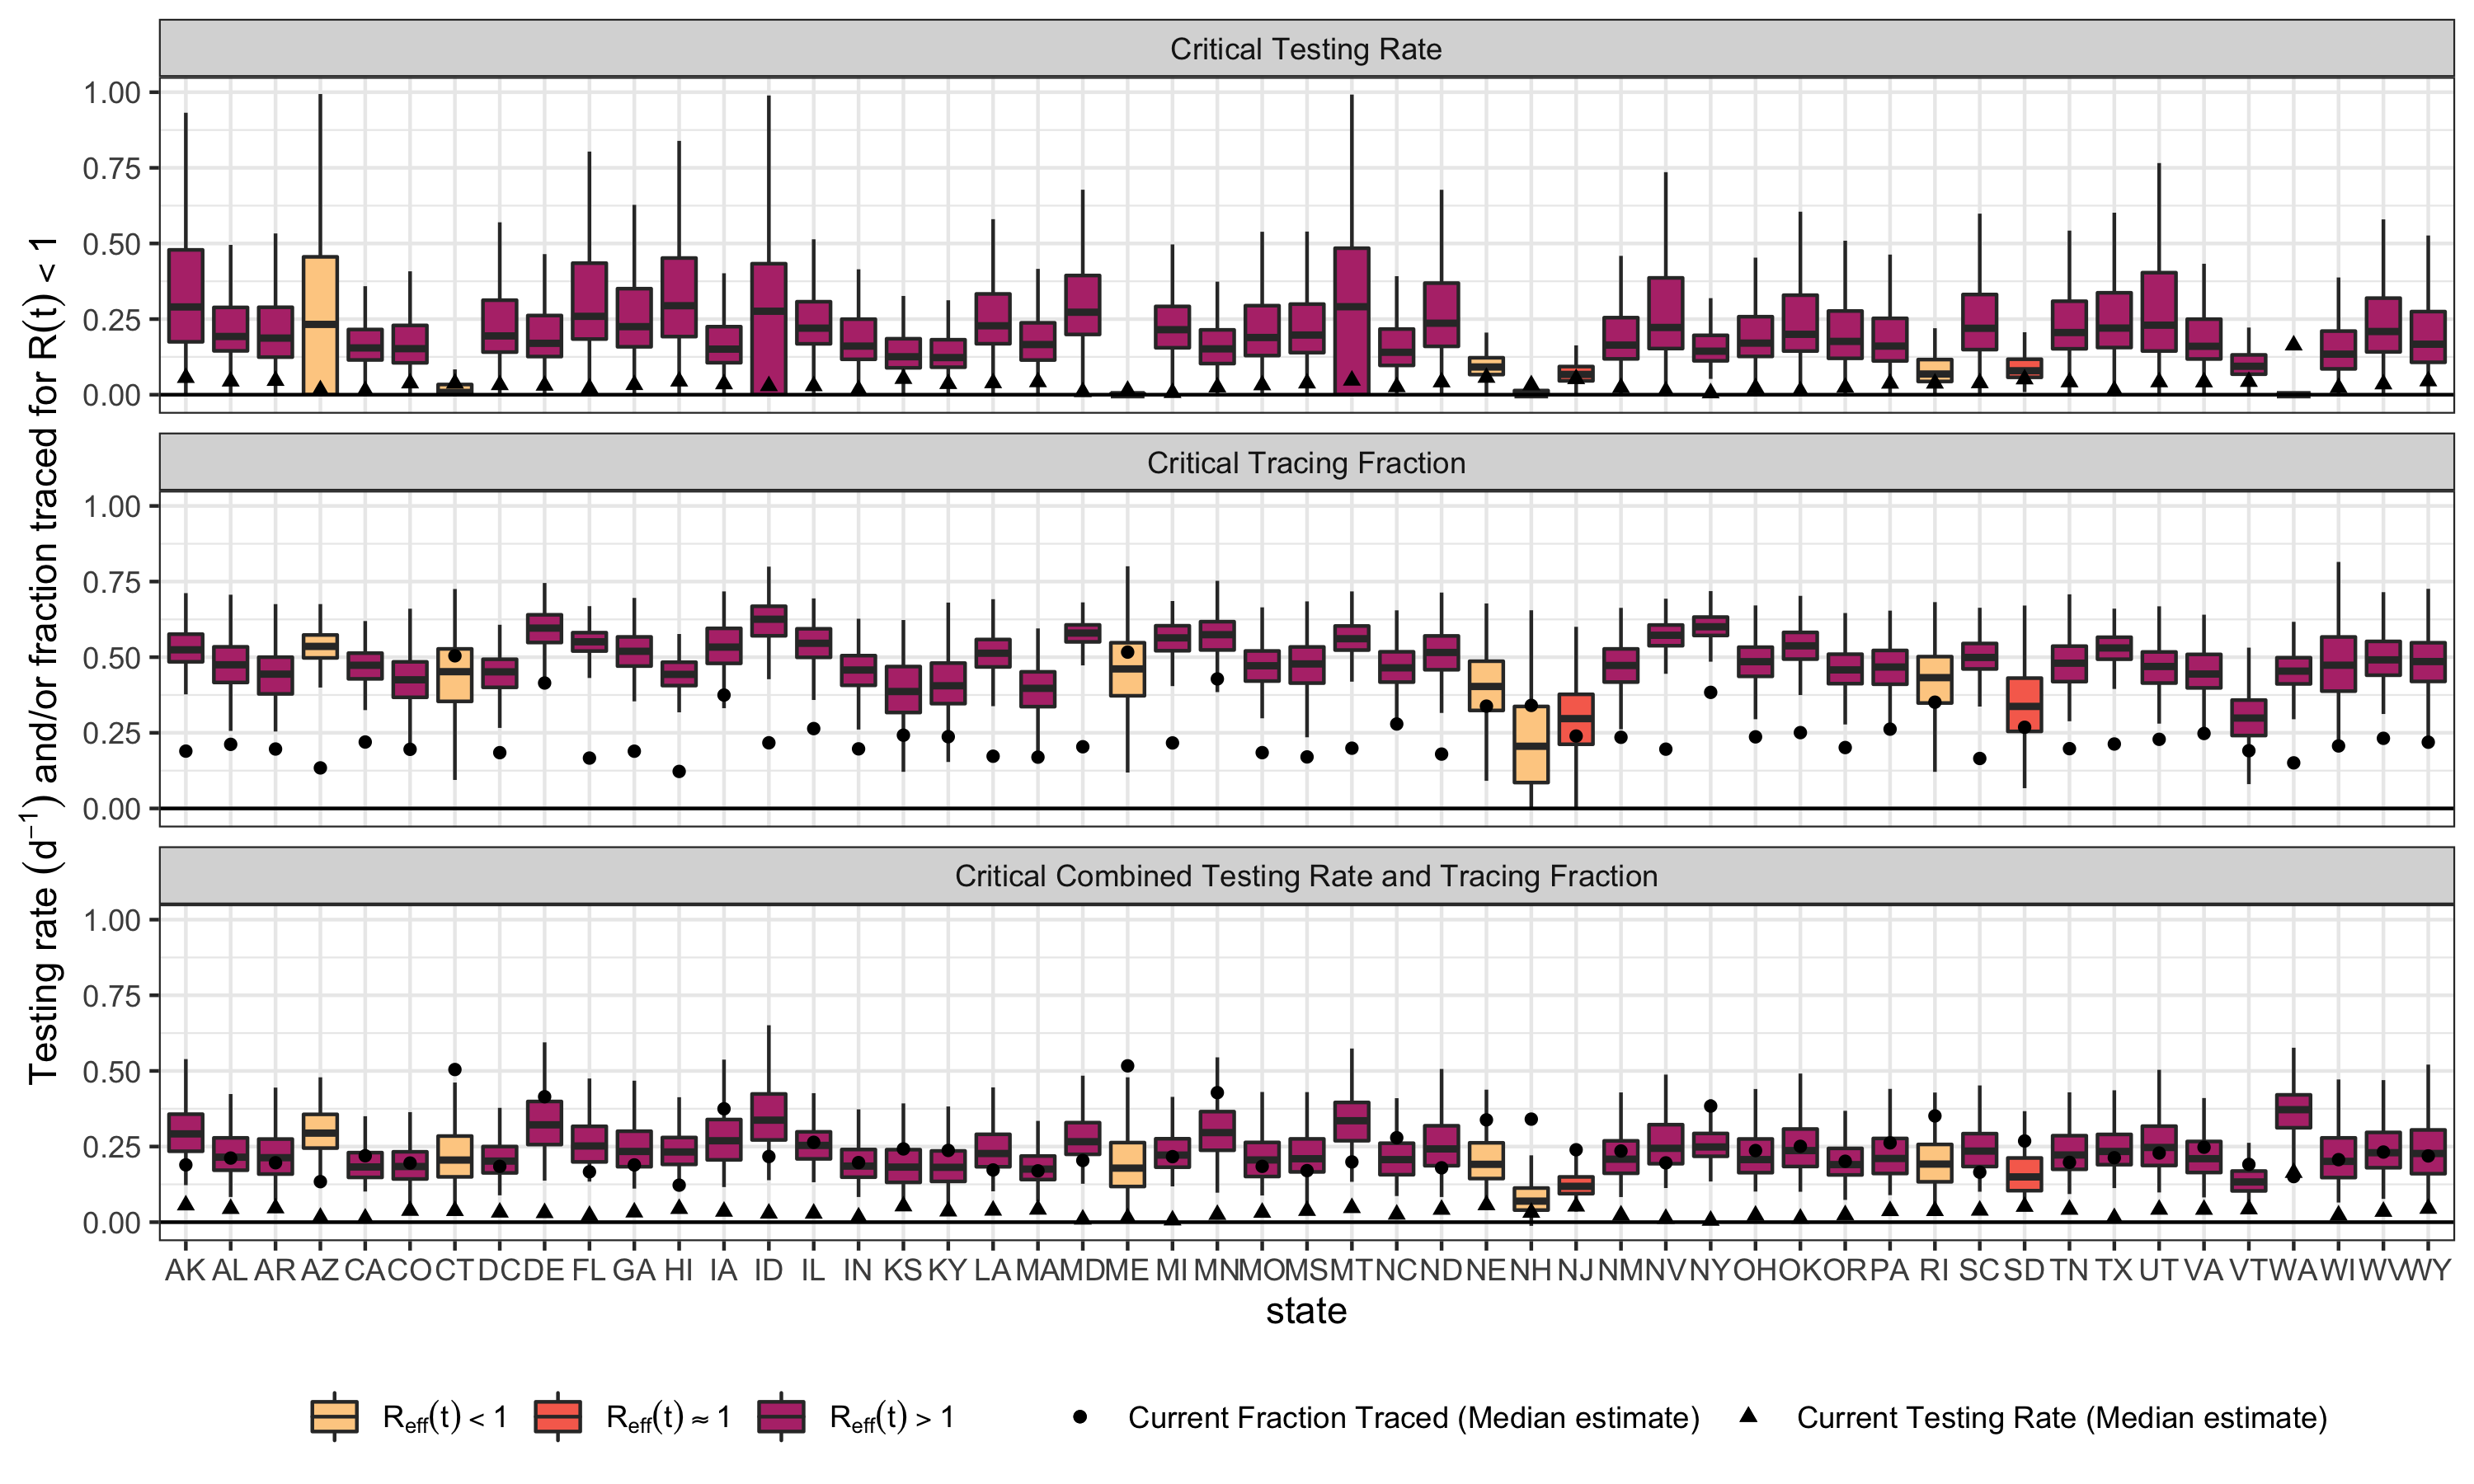 Critical Testing Rate
1.00
0.75
0.50
0.25
0.00
Critical Tracing Fraction
1.00
0.75
0.50
0.25
0.00
Critical Combined Testing Rate and Tracing Fraction
1.00
0.75
0.50
0.25
0.00
Testing rate (d⁻¹) and/or fraction traced for R(t) < 1
AK AL AR AZ CA CO CT DC DE FL GA HI IA ID IL IN KS KY LA MA MD ME MI MN MO MS MT NC ND NE NH NJ NM NV NY OH OK OR PA RI SC SD TN TX UT VA VT WA WI WV WY
state
R_eff(t) < 1 R_eff(t) ≈ 1 R_eff(t) > 1 Current Fraction Traced (Median estimate) Current Testing Rate (Median estimate)